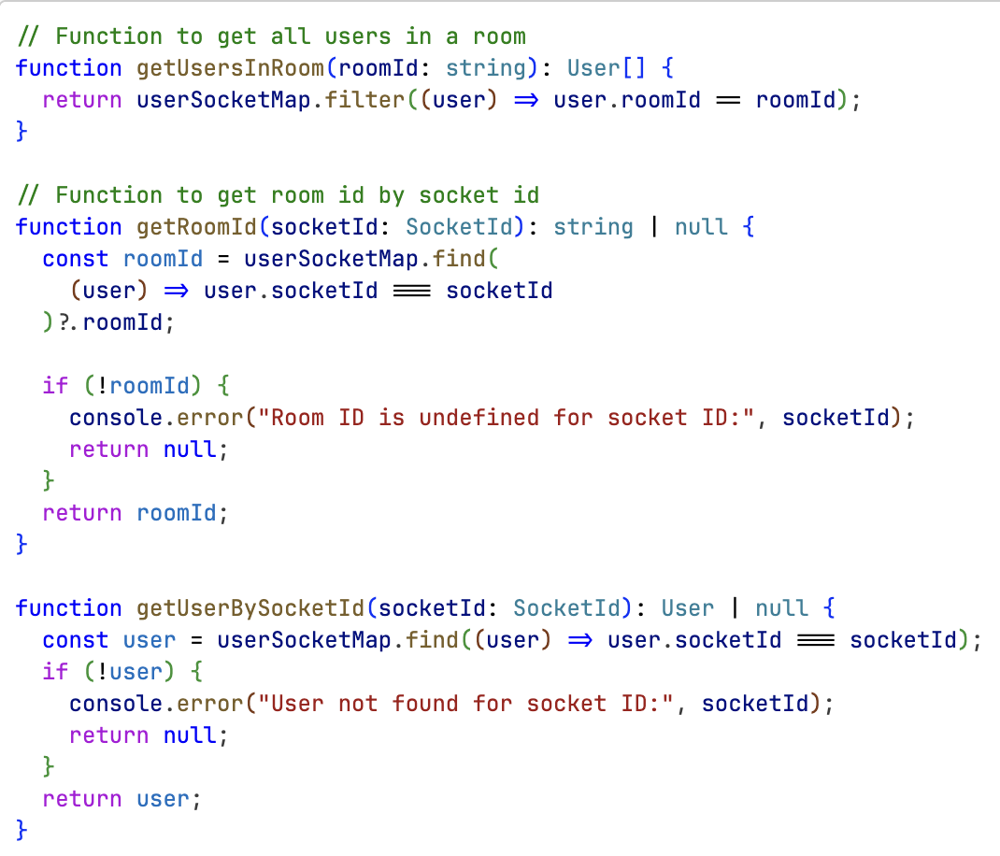 // Function to get all users in a room
function getUsersInRoom(roomId: string): User[] {
  return userSocketMap.filter((user) => user.roomId == roomId);
}

// Function to get room id by socket id
function getRoomId(socketId: SocketId): string | null {
  const roomId = userSocketMap.find(
    (user) => user.socketId === socketId
  )?.roomId;

  if (!roomId) {
    console.error("Room ID is undefined for socket ID:", socketId);
    return null;
  }
  return roomId;
}

function getUserBySocketId(socketId: SocketId): User | null {
  const user = userSocketMap.find((user) => user.socketId === socketId);
  if (!user) {
    console.error("User not found for socket ID:", socketId);
    return null;
  }
  return user;
}